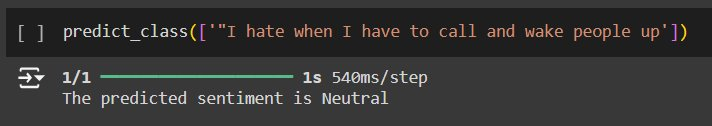 [ ] predict_class(['"I hate when I have to call and wake people up'])
1/1 ━━━━━━━━━━━━━━━━━━━━ 1s 540ms/step
The predicted sentiment is Neutral